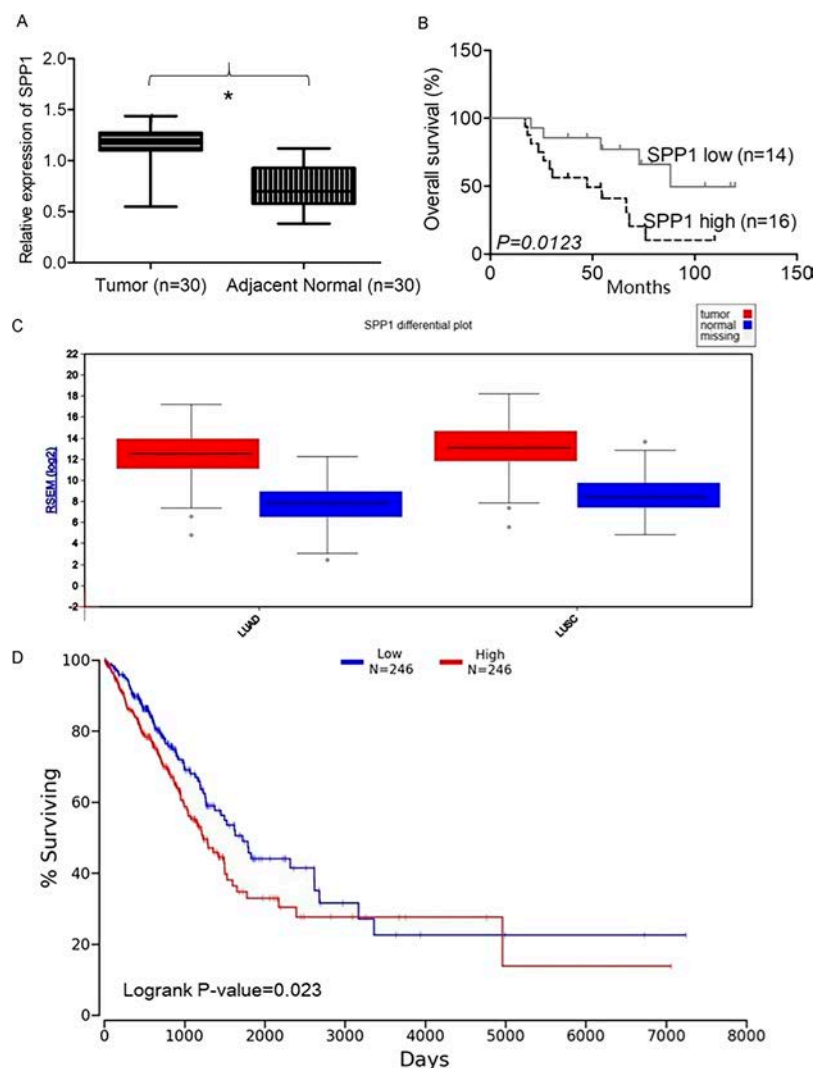 A
Relative expression of SPP1
2.0
1.5
1.0
0.5
0.0
*
Tumor (n=30)
Adjacent Normal (n=30)
B
Overall survival (%)
150
100
50
0
SPP1 low (n=14)
SPP1 high (n=16)
P=0.0123
0 50 100 150
Months
C
SPP1 differential plot
tumor
normal
missing
RSEM (log2)
22
20
18
16
14
12
10
8
6
4
2
0
-2
LUAD
LUSC
D
Low
N=246
High
N=246
% Surviving
100
80
60
40
20
0
Logrank P-value=0.023
0 1000 2000 3000 4000 5000 6000 7000 8000
Days